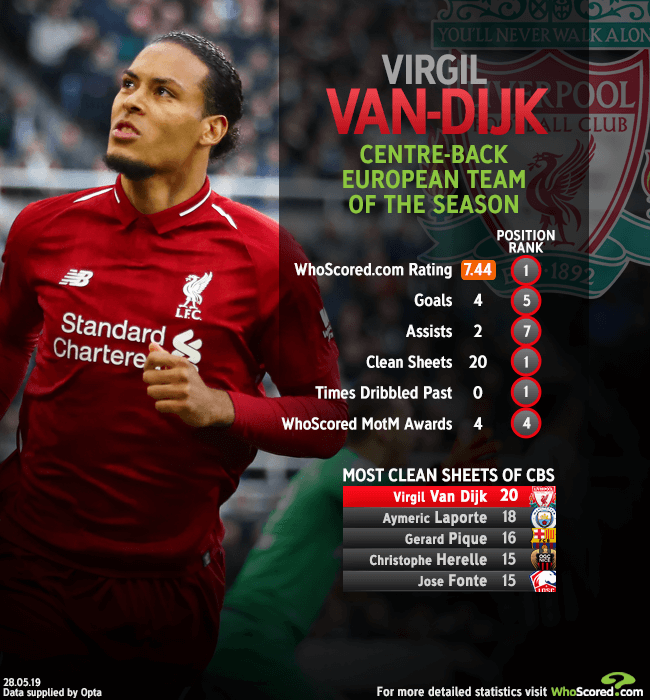 YOU'LL NEVER WALK ALON
VIRGIL
VAN-DIJK
LIVERPOOL
FOOTBALL CLUB
CENTRE-BACK
EUROPEAN TEAM
OF THE SEASON
1892
POSITION
RANK
WhoScored.com Rating 7.44 1
Goals 4 5
Assists 2 7
Clean Sheets 20 1
Times Dribbled Past 0 1
WhoScored MotM Awards 4 4
L.F.C.
Standard
Chartere
MOST CLEAN SHEETS OF CBS
Virgil Van Dijk 20
Aymeric Laporte 18
Gerard Pique 16
Christophe Herelle 15
Jose Fonte 15
LOSC
28.05.19
Data supplied by Opta
For more detailed statistics visit WhoScored.com